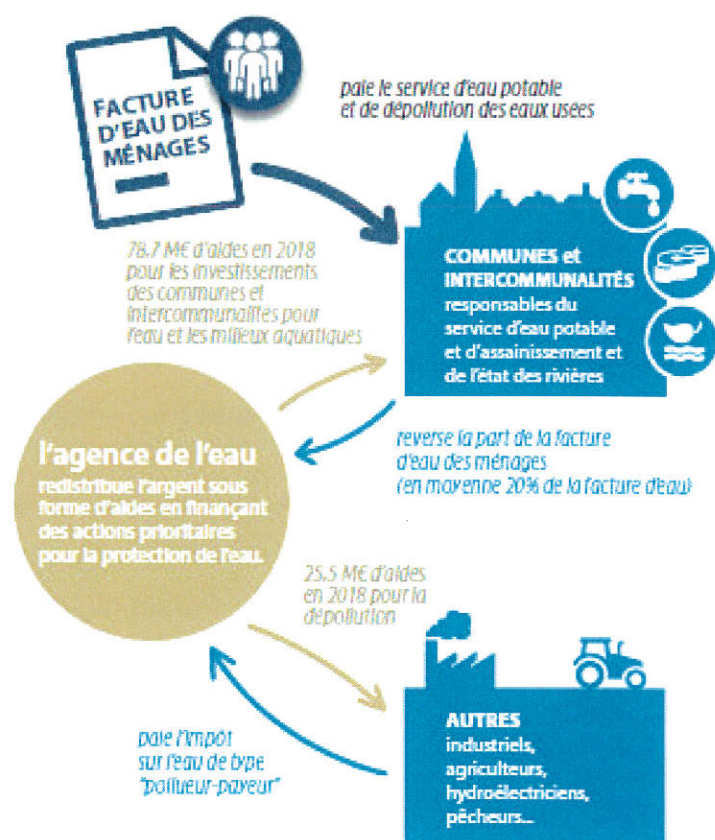 FACTURE
D'EAU DES
MÉNAGES
paie le service d'eau potable
et de dépollution des eaux usées
78,7 M€ d'aides en 2018
pour les investissements
des communes et
intercommunalités pour
l'eau et les milieux aquatiques
COMMUNES et
INTERCOMMUNALITÉS
responsables du
service d'eau potable
et d'assainissement et
de l'état des rivières
l'agence de l'eau
redistribue l'argent sous
forme d'aides en finançant
des actions prioritaires
pour la protection de l'eau.
reverse la part de la facture
d'eau des ménages
(en moyenne 20% de la facture d'eau)
25,5 M€ d'aides
en 2018 pour la
dépollution
paie l'impôt
sur l'eau de type
"pollueur-payeur"
AUTRES
industriels,
agriculteurs,
hydroélectriciens,
pêcheurs...